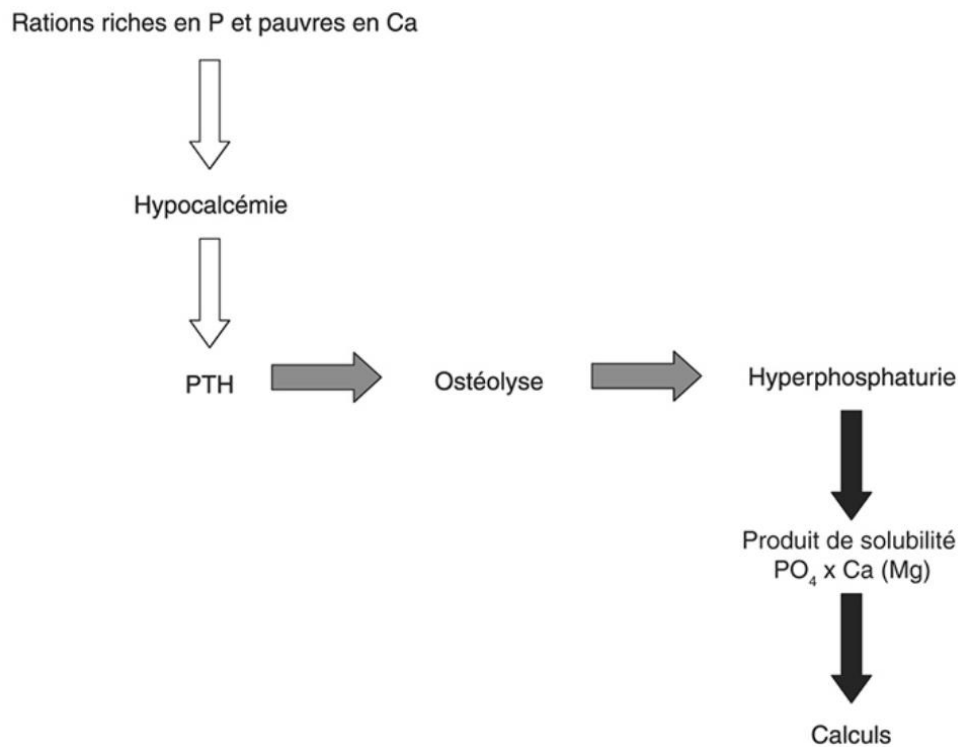 Rations riches en P et pauvres en Ca
Hypocalcémie
PTH
Ostéolyse
Hyperphosphaturie
Produit de solubilité
PO₄ x Ca (Mg)
Calculs